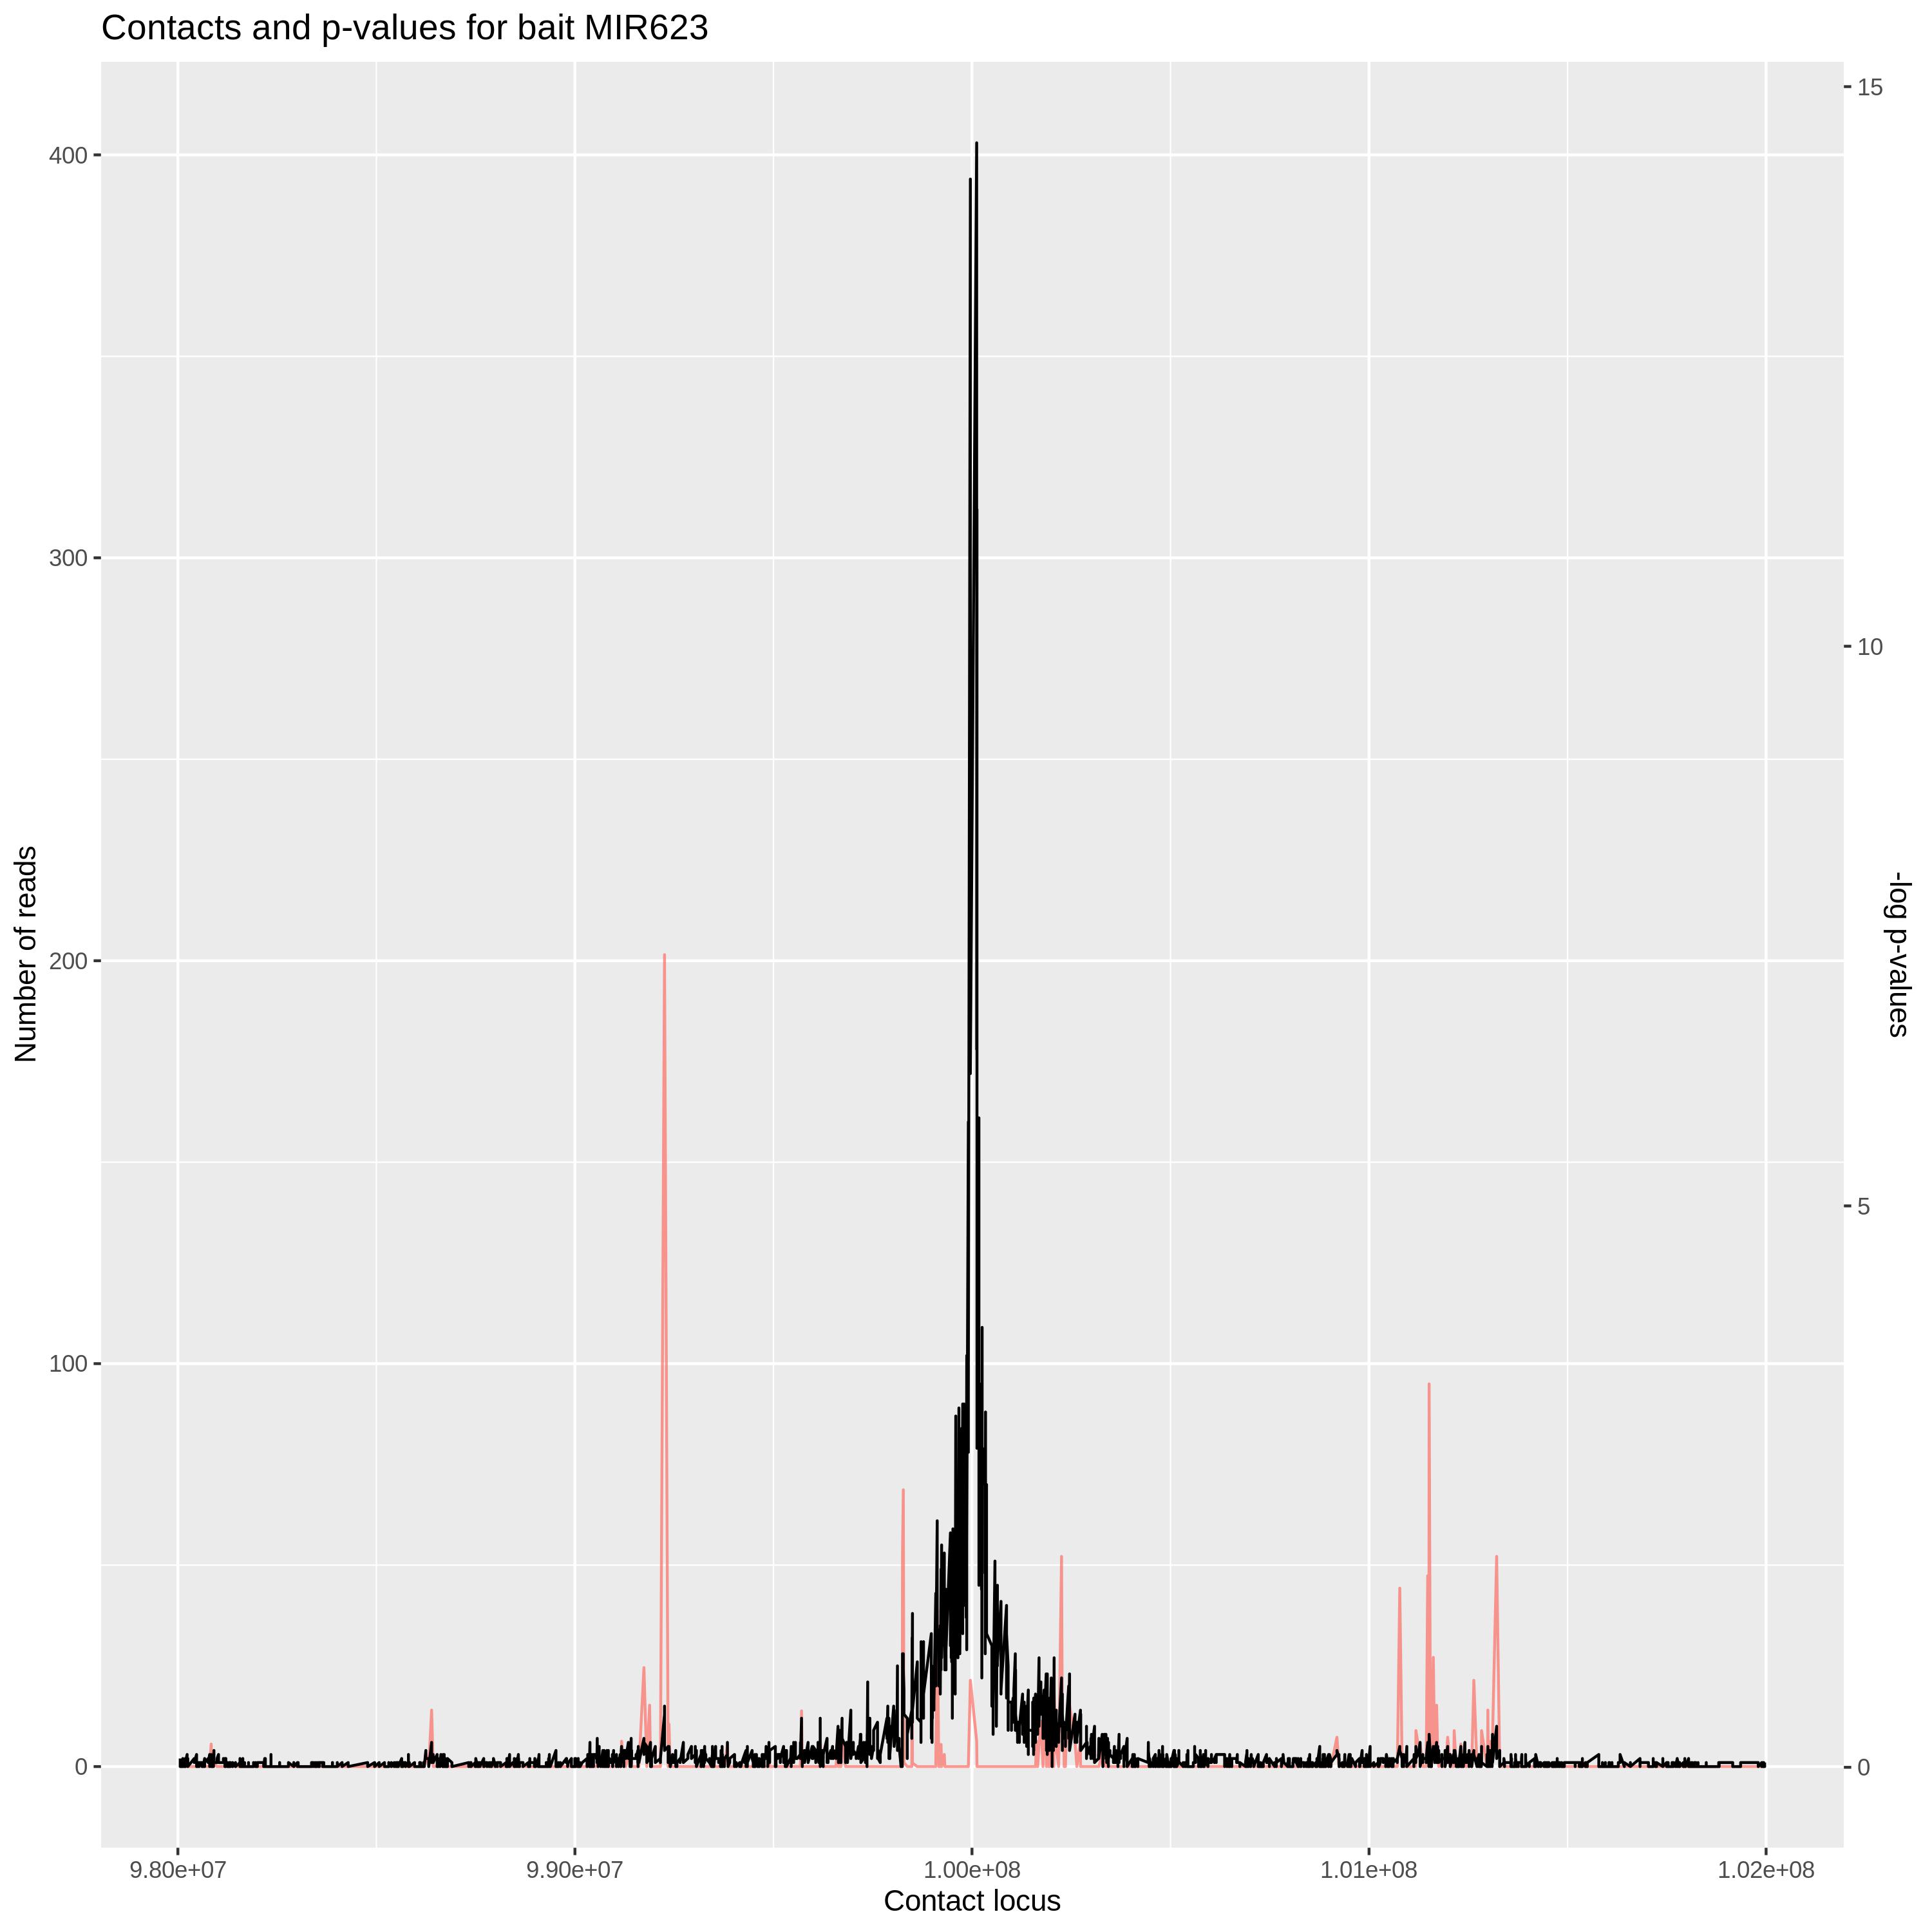 Contacts and p-values for bait MIR623
15
400
10
300
Number of reads
-log p-values
200
5
100
0
0
9.80e+07
9.90e+07
1.00e+08
1.01e+08
1.02e+08
Contact locus